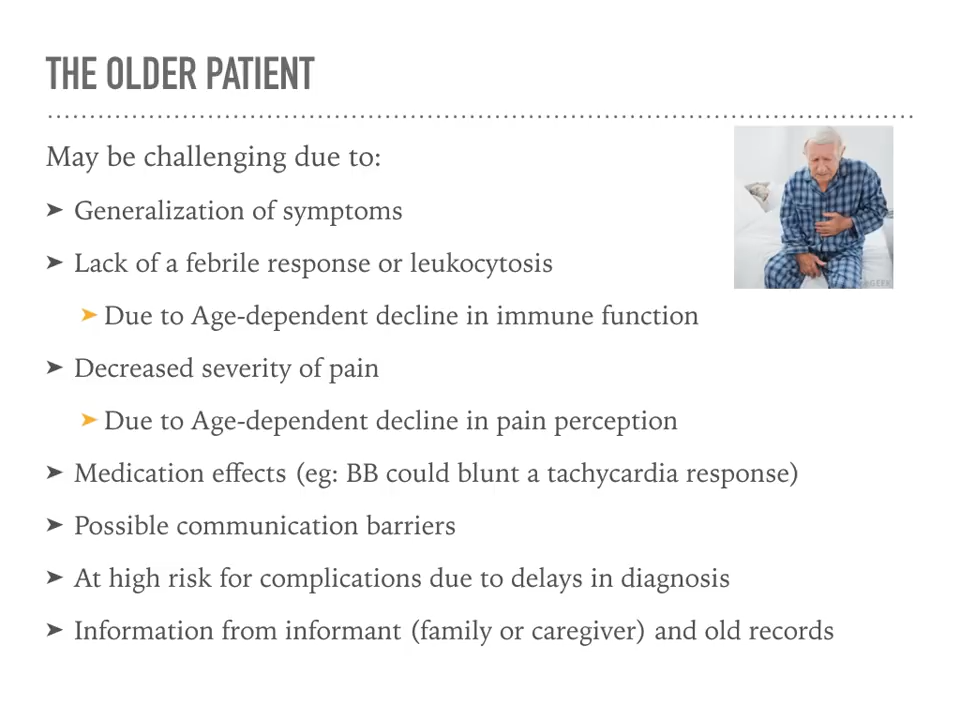 THE OLDER PATIENT
May be challenging due to:
➤ Generalization of symptoms
➤ Lack of a febrile response or leukocytosis
➤ Due to Age-dependent decline in immune function
➤ Decreased severity of pain
➤ Due to Age-dependent decline in pain perception
➤ Medication effects (eg: BB could blunt a tachycardia response)
➤ Possible communication barriers
➤ At high risk for complications due to delays in diagnosis
➤ Information from informant (family or caregiver) and old records